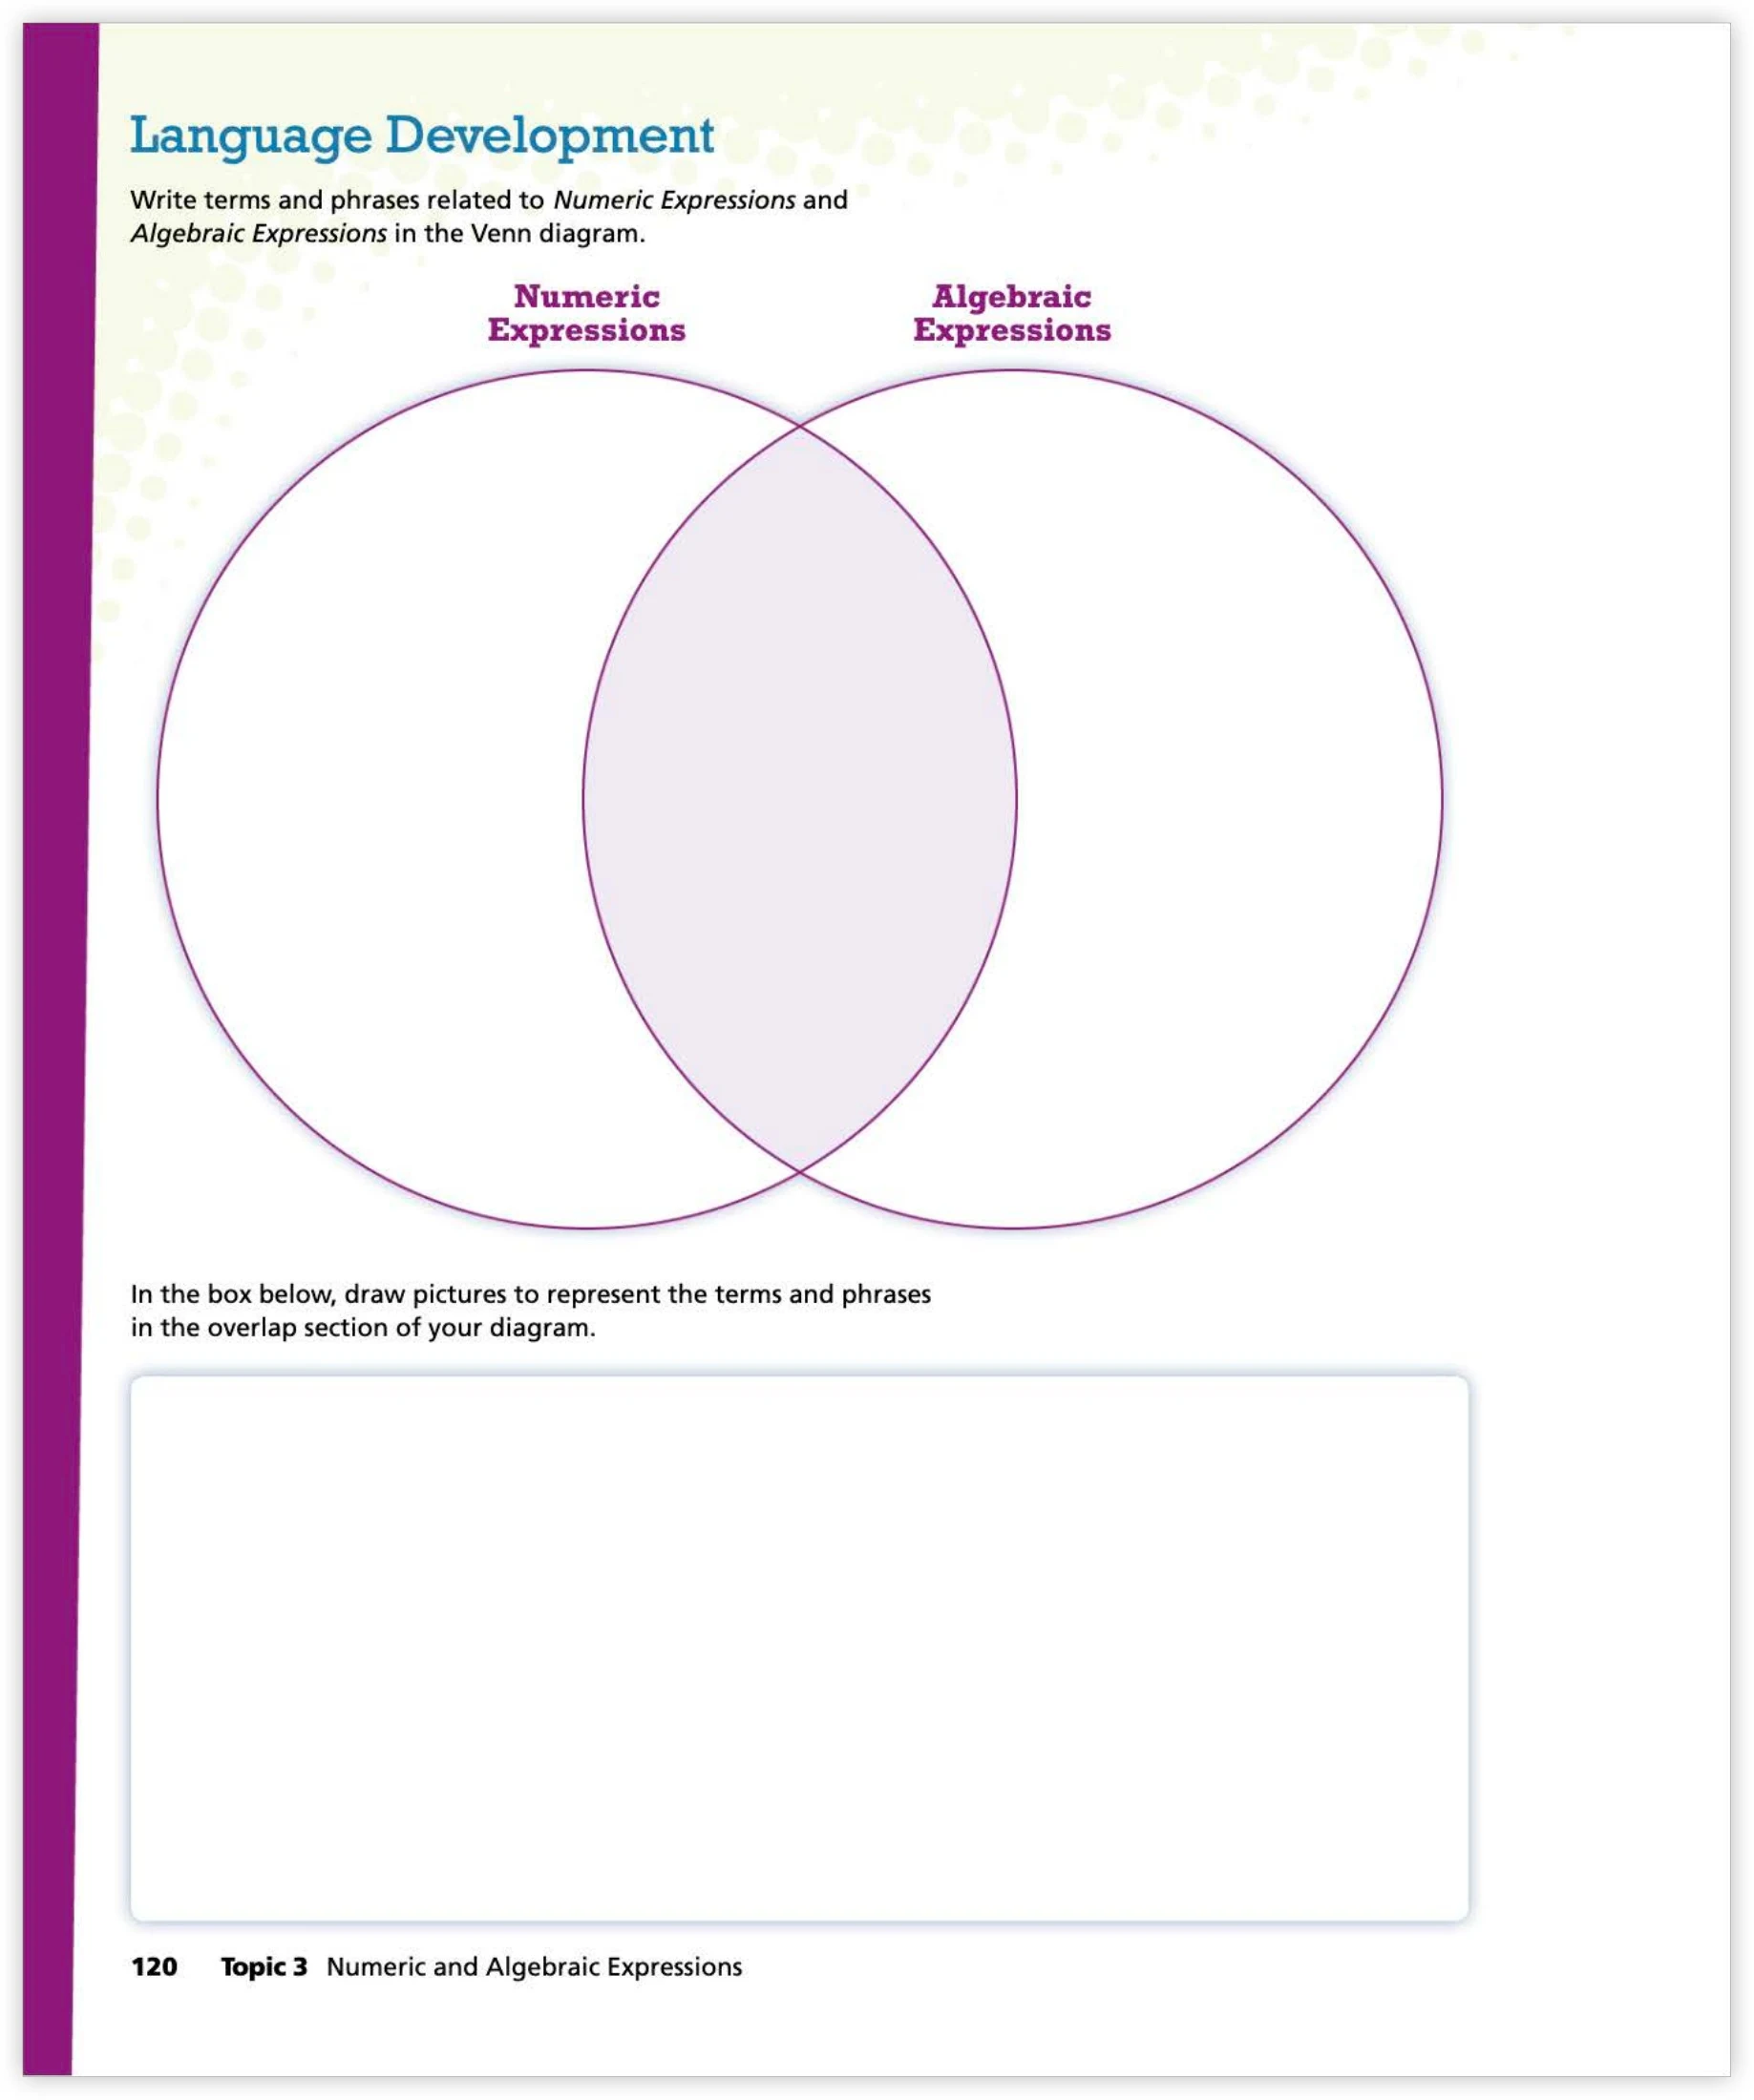 Language Development
Write terms and phrases related to Numeric Expressions and
Algebraic Expressions in the Venn diagram.
Numeric
Expressions
Algebraic
Expressions
In the box below, draw pictures to represent the terms and phrases
in the overlap section of your diagram.
120 Topic 3 Numeric and Algebraic Expressions